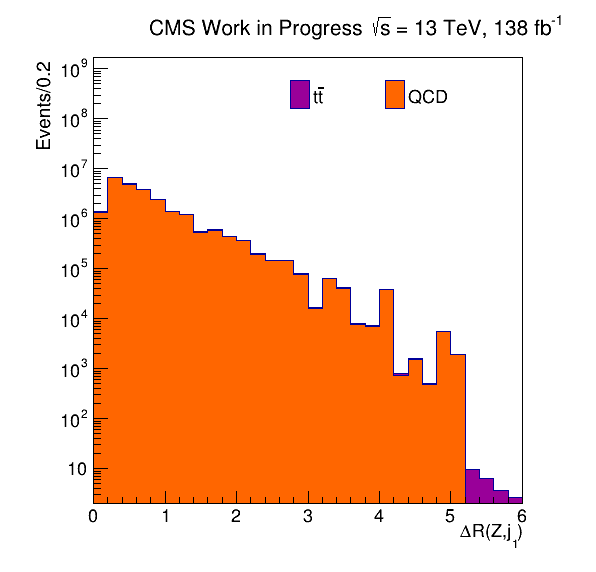 CMS Work in Progress √s = 13 TeV, 138 fb⁻¹
Events/0.2
tt̄ QCD
10⁹
10⁸
10⁷
10⁶
10⁵
10⁴
10³
10²
10
0 1 2 3 4 5 6
ΔR(Z,j₁)